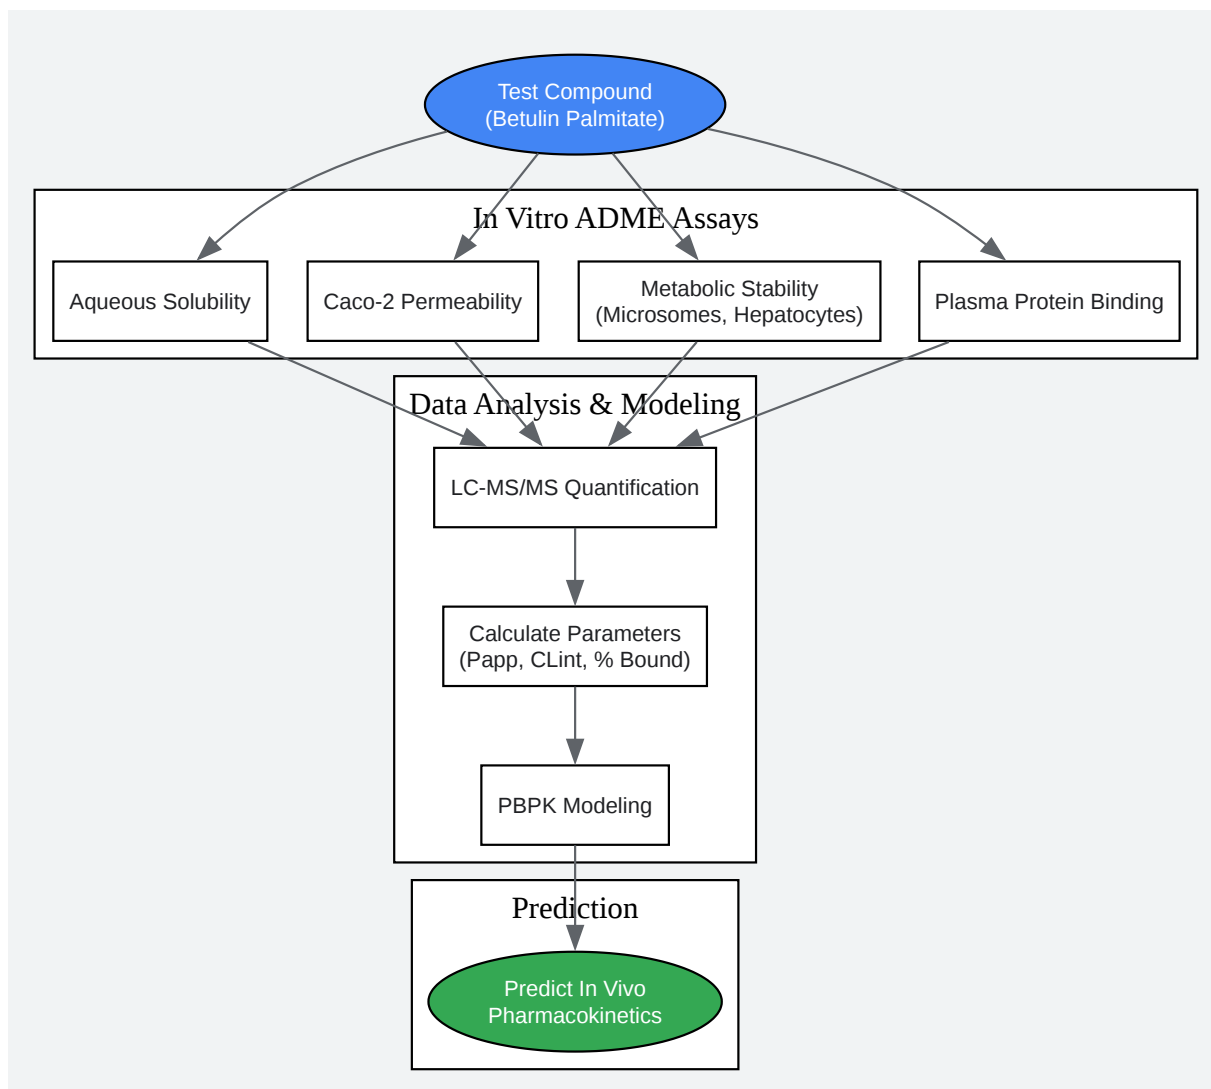 Test Compound
(Betulin Palmitate)
In Vitro ADME Assays
Aqueous Solubility
Caco-2 Permeability
Metabolic Stability
(Microsomes, Hepatocytes)
Plasma Protein Binding
Data Analysis & Modeling
LC-MS/MS Quantification
Calculate Parameters
(Papp, CLint, % Bound)
PBPK Modeling
Prediction
Predict In Vivo
Pharmacokinetics